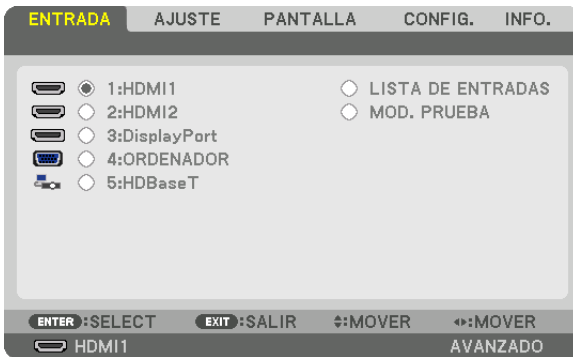 ENTRADA AJUSTE PANTALLA CONFIG. INFO.
1:HDMI1 LISTA DE ENTRADAS
2:HDMI2 MOD. PRUEBA
3:DisplayPort
4:ORDENADOR
5:HDBaseT
ENTER :SELECT EXIT :SALIR :MOVER :MOVER
HDMI1 AVANZADO